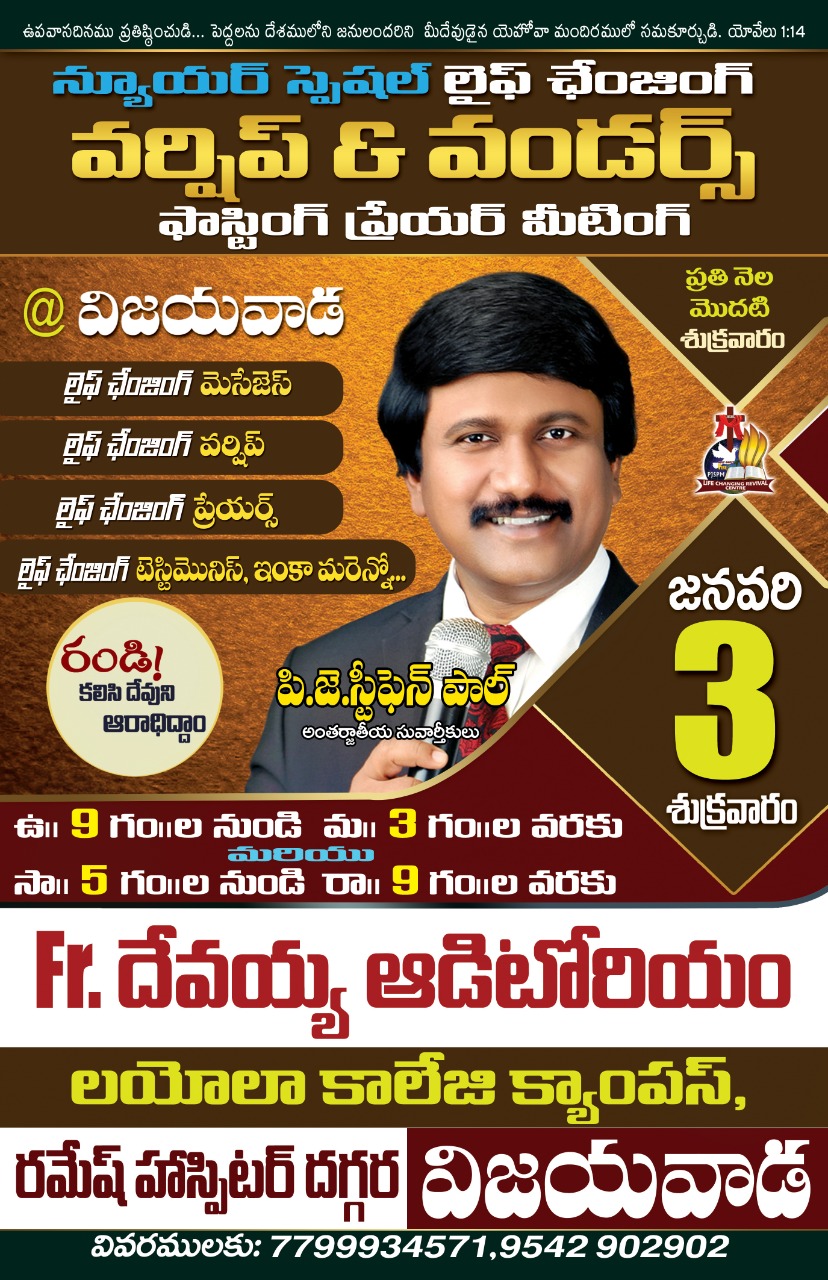 ఉపవాసదినము ప్రతిష్ఠించుడి... పెద్దలను దేశములోని జనులందరిని మీదేవుడైన యెహోవా మందిరములో సమకూర్చుడి. యోవేలు 1:14
న్యూయర్ స్పెషల్ లైఫ్ ఛేంజింగ్
వర్షిప్ & వండర్స్
ఫాస్టింగ్ ప్రేయర్ మీటింగ్
@ విజయవాడ
ప్రతి నెల
మొదటి
శుక్రవారం
లైఫ్ ఛేంజింగ్ మెసేజెస్
లైఫ్ ఛేంజింగ్ వర్షిప్
లైఫ్ ఛేంజింగ్ ప్రేయర్స్
లైఫ్ ఛేంజింగ్ టెస్టిమొనిస్, ఇంకా మరెన్నో...
PJSPM
LIFE CHANGING REVIVAL
CENTRE
రండి!
కలిసి దేవుని
ఆరాధిద్దాం
పి.జె.స్టీఫెన్ పాల్
అంతర్జాతీయ సువార్తీకులు
జనవరి
3
శుక్రవారం
ఉ॥ 9 గం॥ల నుండి మ॥ 3 గం॥ల వరకు
మరియు
సా॥ 5 గం॥ల నుండి రా॥ 9 గం॥ల వరకు
Fr. దేవయ్య ఆడిటోరియం
లయోలా కాలేజి క్యాంపస్,
రమేష్ హాస్పిటర్ దగ్గర విజయవాడ
వివరములకు: 7799934571,9542 902902